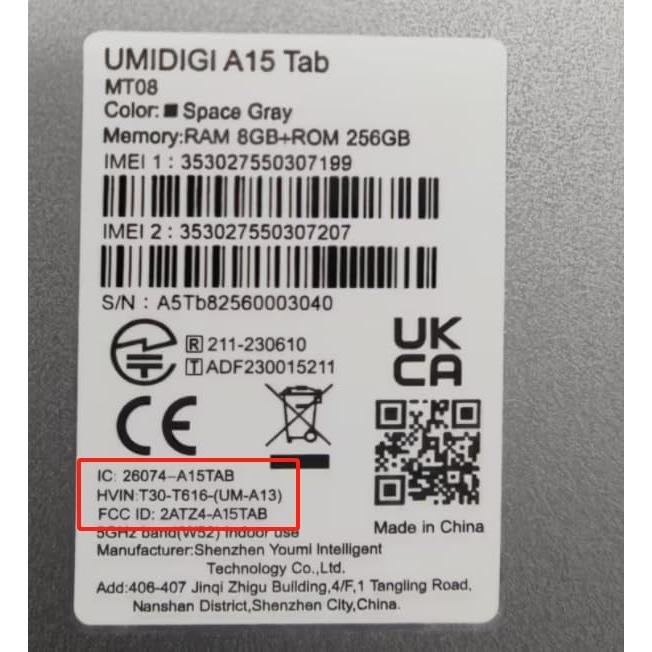 UMIDIGI A15 Tab
MT08
Color: Space Gray
Memory:RAM 8GB+ROM 256GB
IMEI 1 : 353027550307199
IMEI 2 : 353027550307207
S/N : A5Tb82560003040
R 211-230610
T ADF230015211
UK
CA
CE
IC: 26074-A15TAB
HVIN:T30-T616-(UM-A13)
FCC ID: 2ATZ4-A15TAB
5GHz band(W52) Indoor use
Made in China
Manufacturer:Shenzhen Youmi Intelligent
Technology Co.,Ltd.
Add:406-407 Jinqi Zhigu Building,4/F,1 Tangling Road,
Nanshan District,Shenzhen City,China.